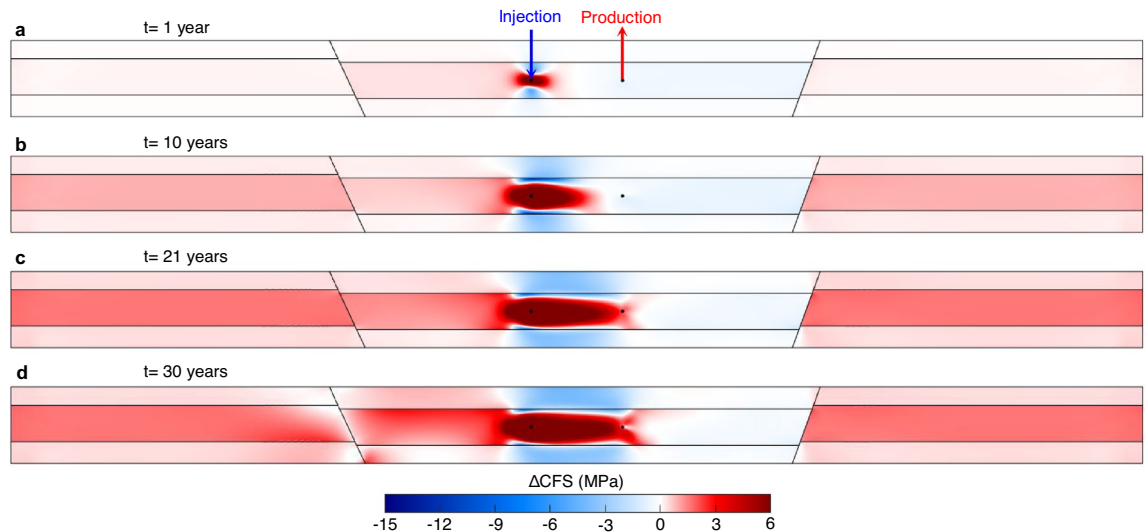 Injection Production
a t= 1 year
b t= 10 years
c t= 21 years
d t= 30 years
ΔCFS (MPa)
-15 -12 -9 -6 -3 0 3 6